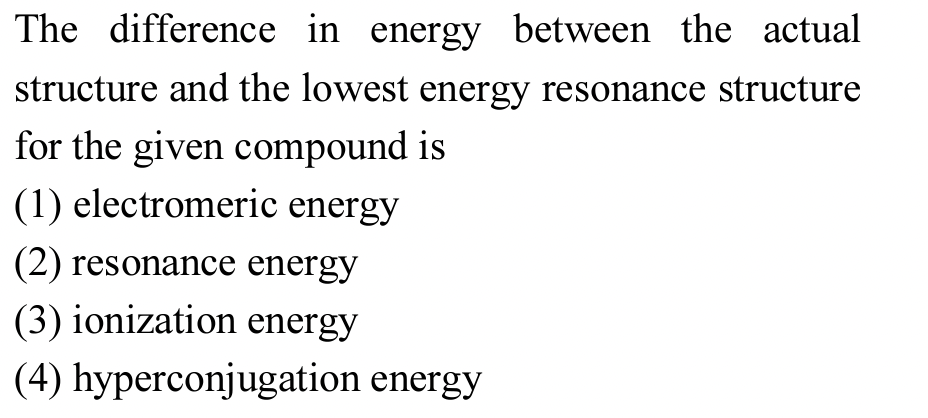 The difference in energy between the actual
structure and the lowest energy resonance structure
for the given compound is
(1) electromeric energy
(2) resonance energy
(3) ionization energy
(4) hyperconjugation energy